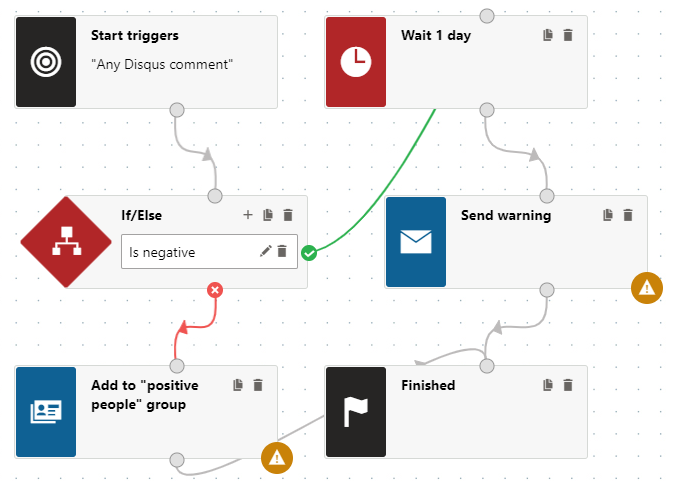 Start triggers
"Any Disqus comment"
Wait 1 day
If/Else
Is negative
Send warning
Add to "positive
people" group
Finished